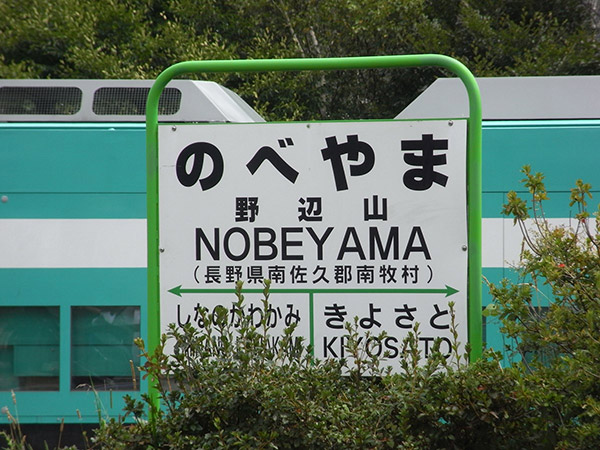 のべやま
野辺山
NOBEYAMA
(長野県南佐久郡南牧村)
しなのかわかみ きよさと
KIYOSATO